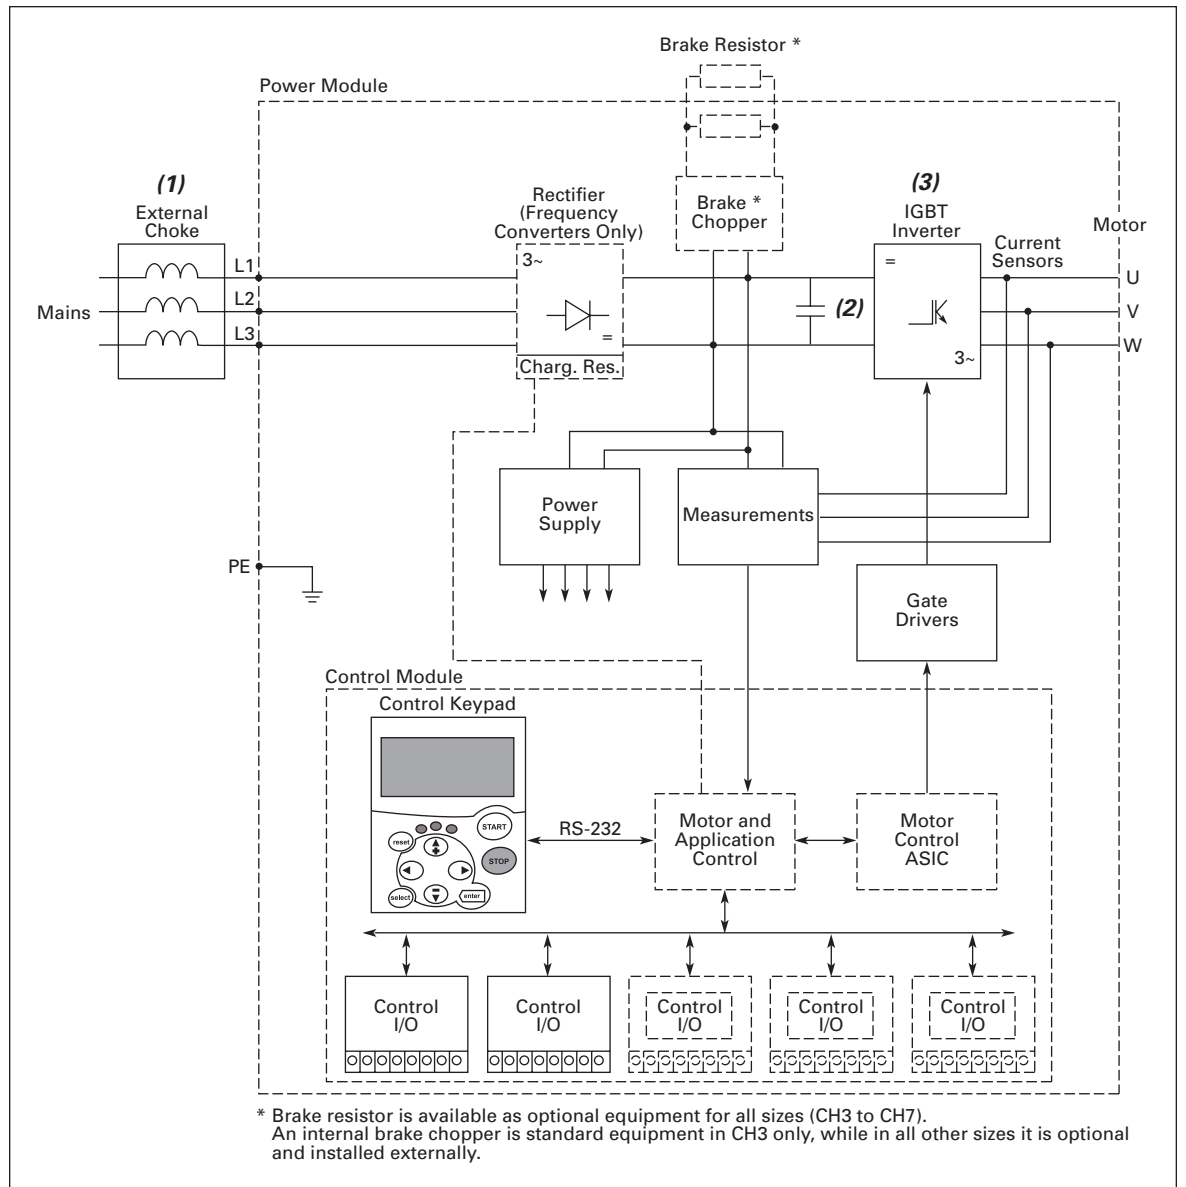 Brake Resistor *
Power Module
(1)
External
Choke
Rectifier
(Frequency
Converters Only)
3~
=
Charg. Res.
Brake *
Chopper
(2)
(3)
IGBT
Inverter
=
3~
Current
Sensors
Motor
Mains
L1
L2
L3
U
V
W
Power
Supply
Measurements
PE
Gate
Drivers
Control Module
Control Keypad
START
reset
STOP
+
−
select
enter
RS-232
Motor and
Application
Control
Motor
Control
ASIC
Control
I/O
Control
I/O
Control
I/O
Control
I/O
Control
I/O
* Brake resistor is available as optional equipment for all sizes (CH3 to CH7).
An internal brake chopper is standard equipment in CH3 only, while in all other sizes it is optional
and installed externally.